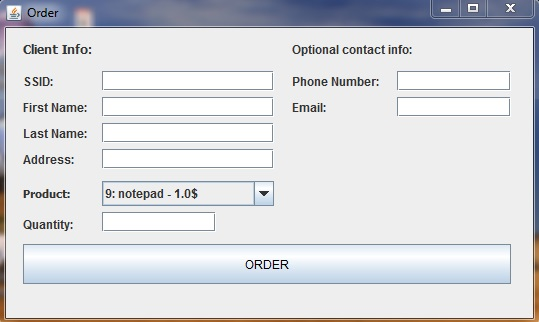 Order
Client Info:
Optional contact info:
SSID:
Phone Number:
First Name:
Email:
Last Name:
Address:
Product:
9: notepad - 1.0$
Quantity:
ORDER